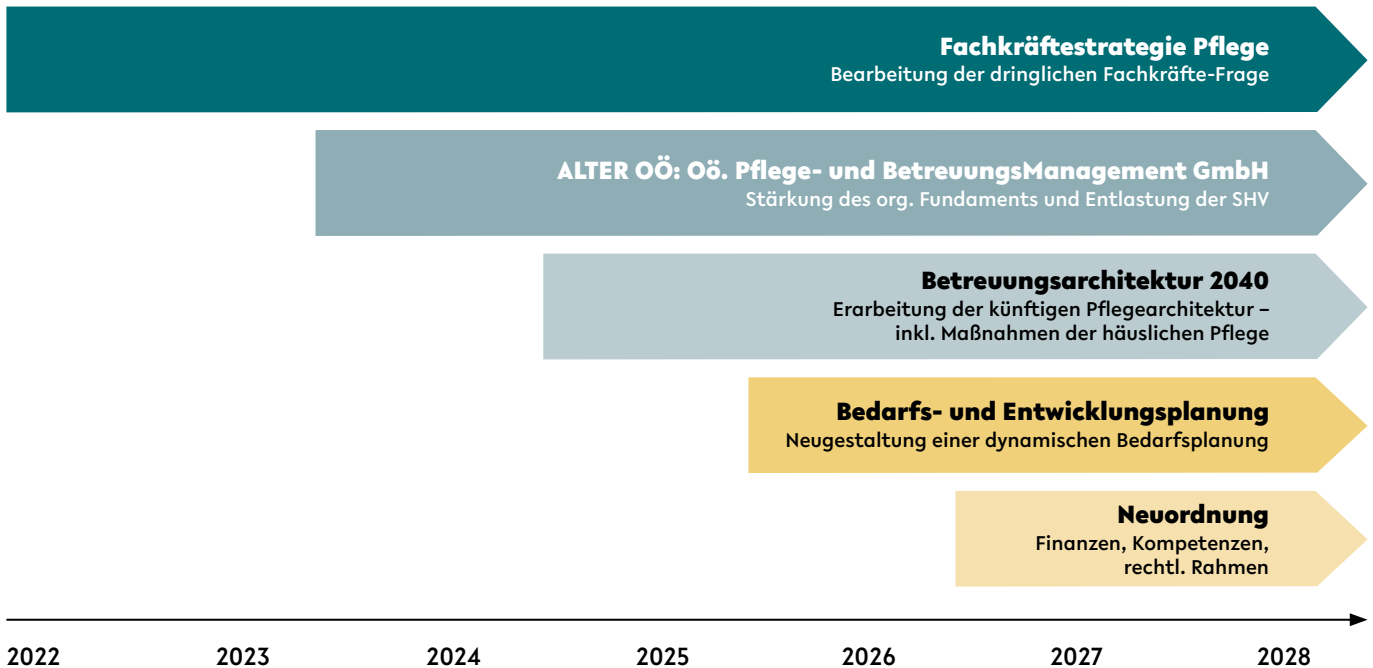 Fachkräftestrategie Pflege
Bearbeitung der dringlichen Fachkräfte-Frage
ALTER OÖ: Oö. Pflege- und BetreuungsManagement GmbH
Stärkung des org. Fundaments und Entlastung der SHV
Betreuungsarchitektur 2040
Erarbeitung der künftigen Pflegearchitektur –
inkl. Maßnahmen der häuslichen Pflege
Bedarfs- und Entwicklungsplanung
Neugestaltung einer dynamischen Bedarfsplanung
Neuordnung
Finanzen, Kompetenzen,
rechtl. Rahmen
2022 2023 2024 2025 2026 2027 2028